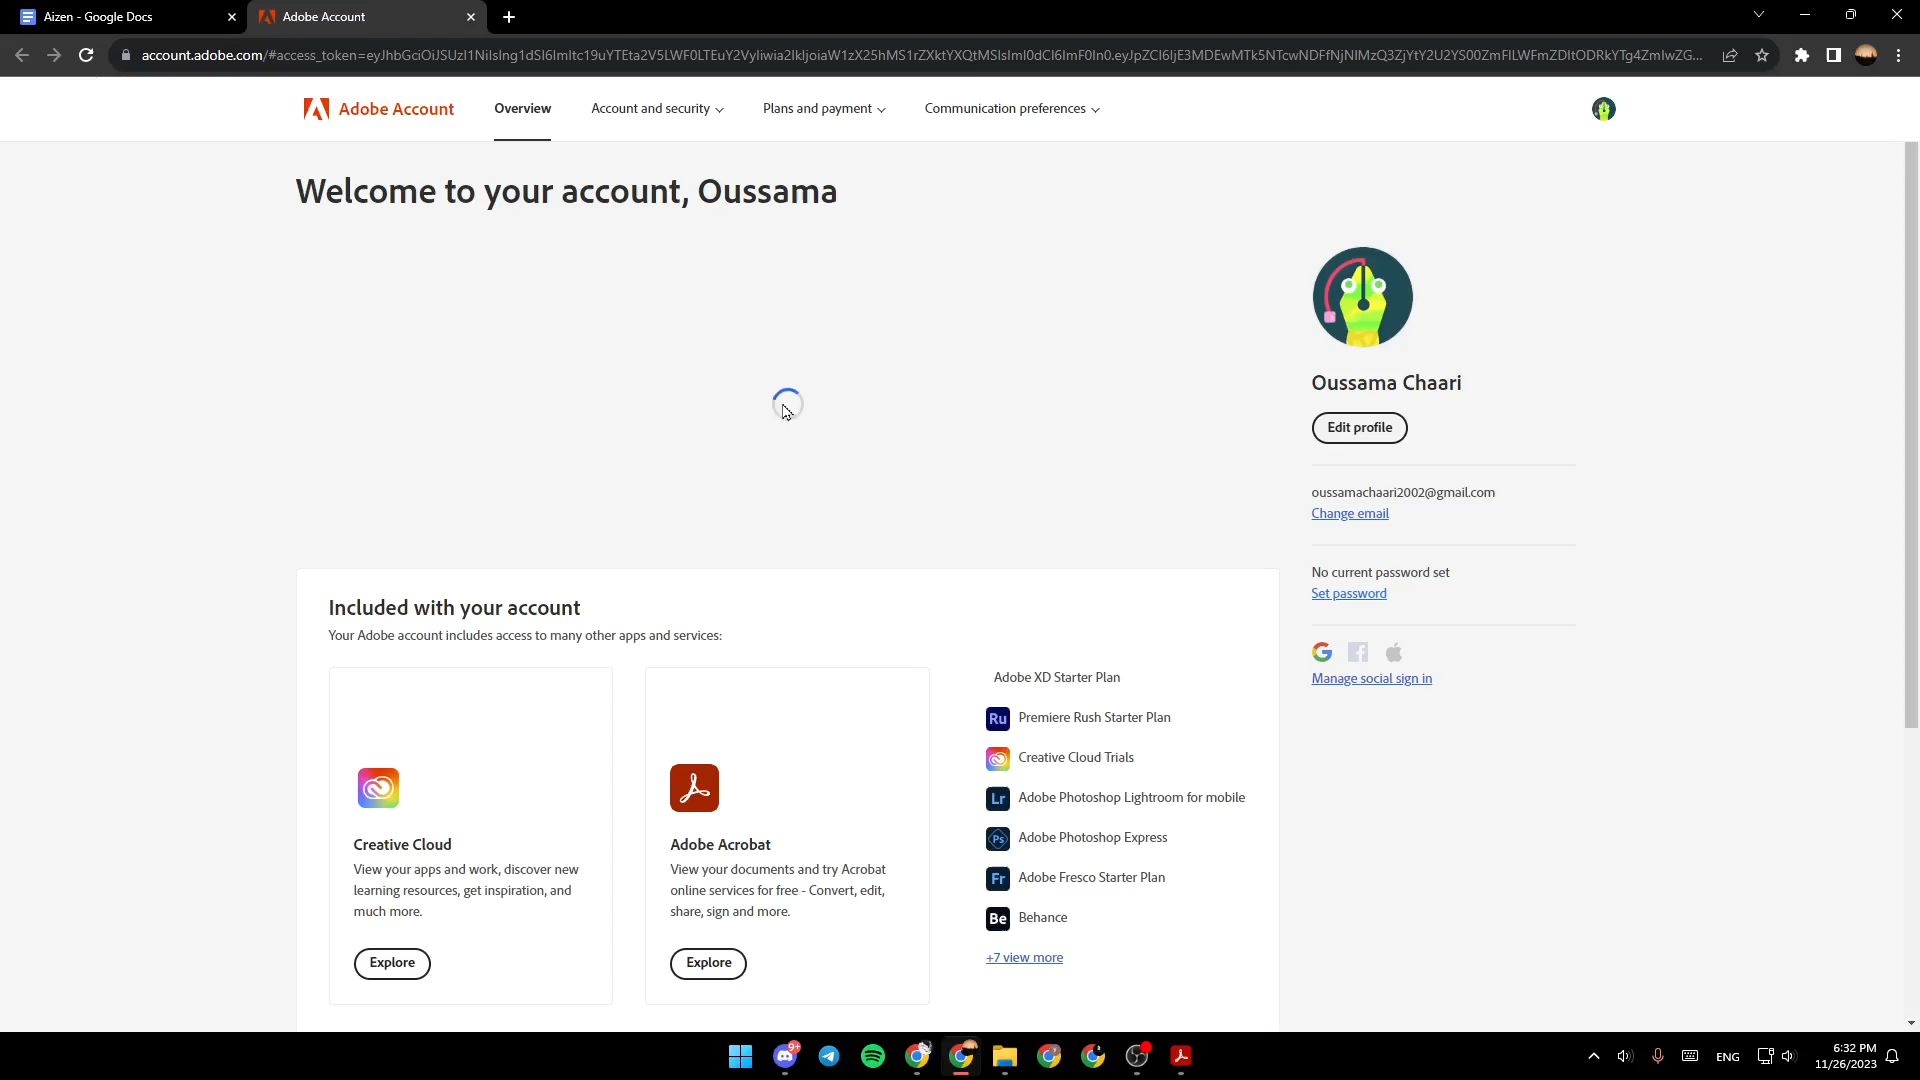 Aizen - Google Docs
Adobe Account
Adobe Account
Overview
Account and security
Plans and payment
Communication preferences
Welcome to your account, Oussama
Oussama Chaari
Edit profile
oussamachaari2002@gmail.com
Change email
No current password set
Set password
Manage social sign in
Included with your account
Your Adobe account includes access to many other apps and services:
Creative Cloud
View your apps and work, discover new
learning resources, get inspiration, and
much more.
Explore
Adobe Acrobat
View your documents and try Acrobat
online services for free - Convert, edit,
share, sign and more.
Explore
Adobe XD Starter Plan
Ru Premiere Rush Starter Plan
Creative Cloud Trials
Lr Adobe Photoshop Lightroom for mobile
Ps Adobe Photoshop Express
Fr Adobe Fresco Starter Plan
Be Behance
+7 view more
9+
ENG
6:32 PM
11/26/2023